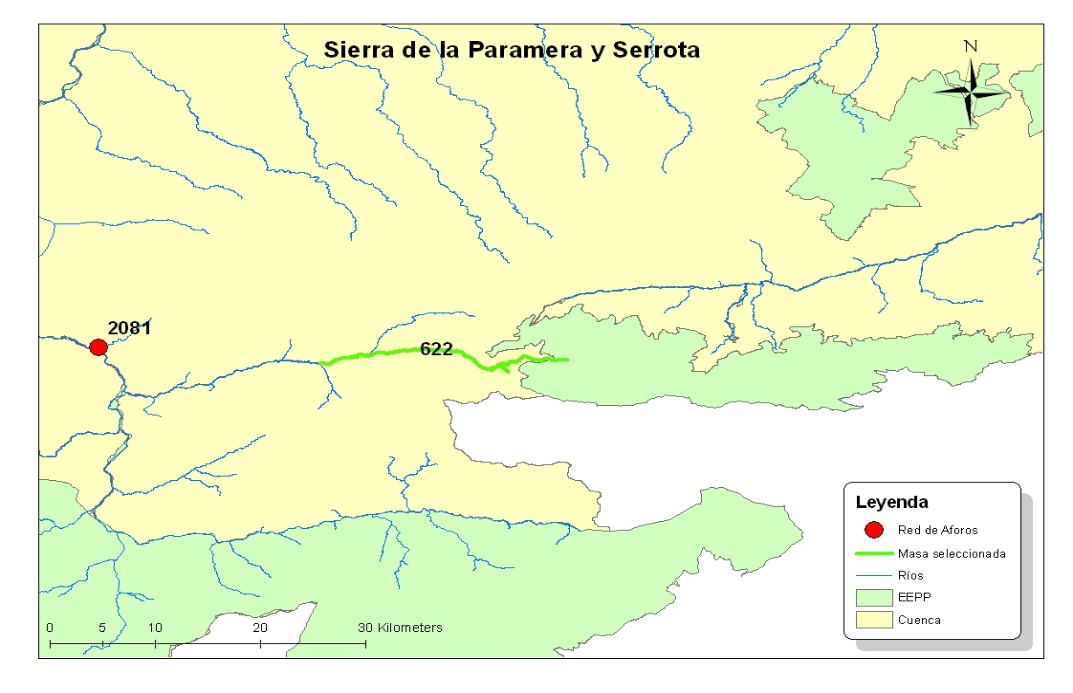 Sierra de la Paramera y Serrota
N
2081
622
Leyenda
Red de Aforos
Masa seleccionada
Ríos
EEPP
Cuenca
0 5 10 20 30 Kilometers